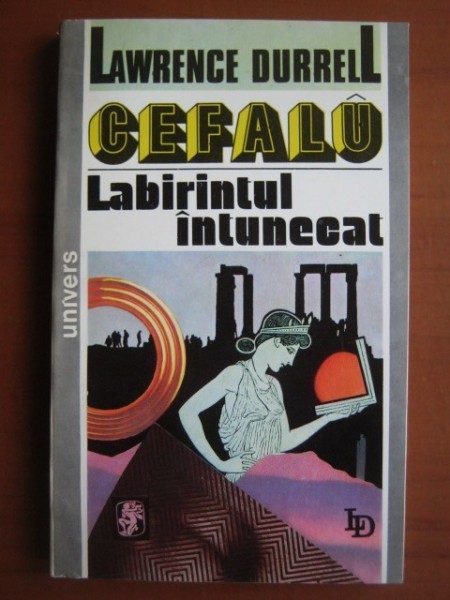 LAWRENCE DURRELL
CEFALÛ
Labirintul
întunecat
univers
LD